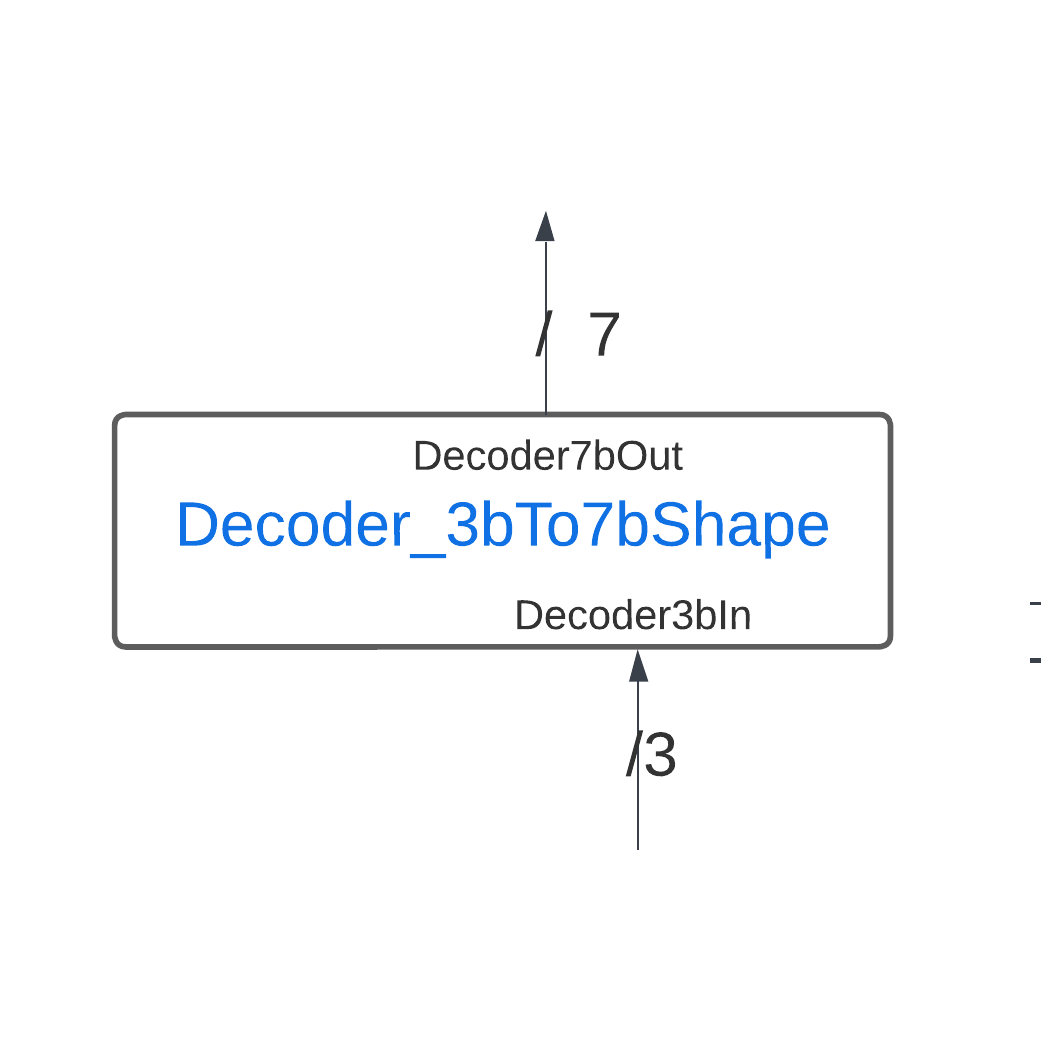 / 7
Decoder7bOut
Decoder_3bTo7bShape
Decoder3bIn
/3